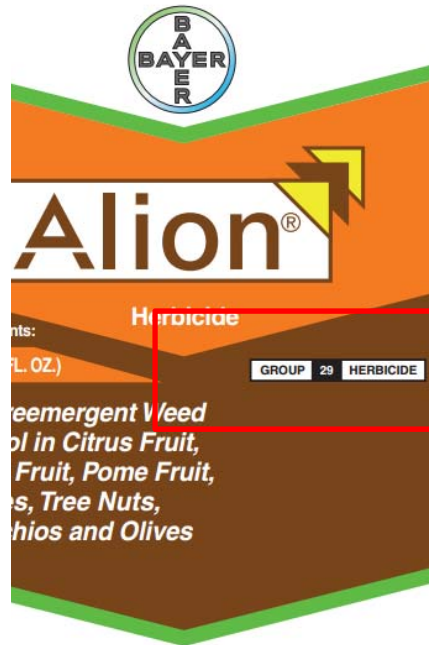 BAYER
BAYER
Alion®
Herbicide
nts:
FL. OZ.)
GROUP 29 HERBICIDE
reemergent Weed
ol in Citrus Fruit,
Fruit, Pome Fruit,
es, Tree Nuts,
chios and Olives